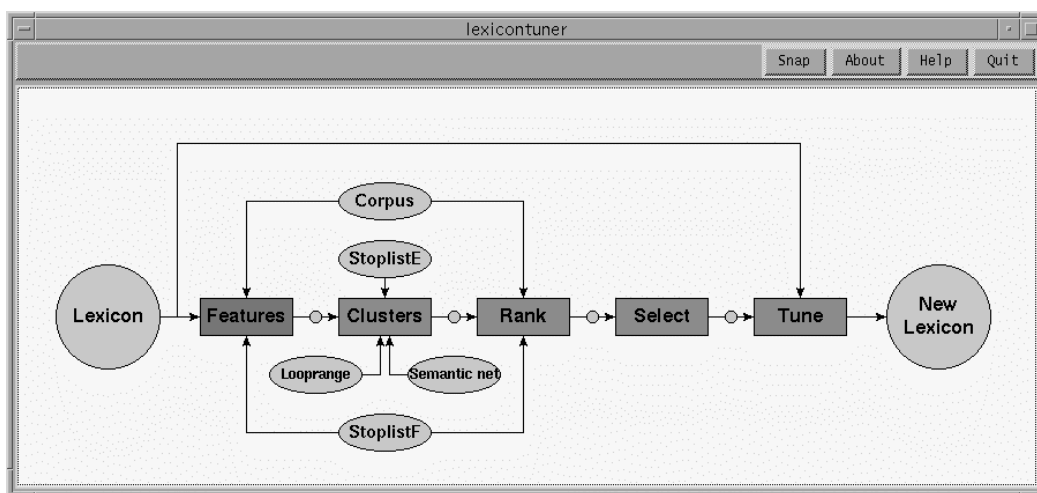 lexicontuner
Snap About Help Quit
Corpus
StoplistE
Lexicon
Features
Clusters
Rank
Select
Tune
New
Lexicon
Looprange
Semantic net
StoplistF